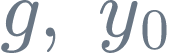 g, y₀